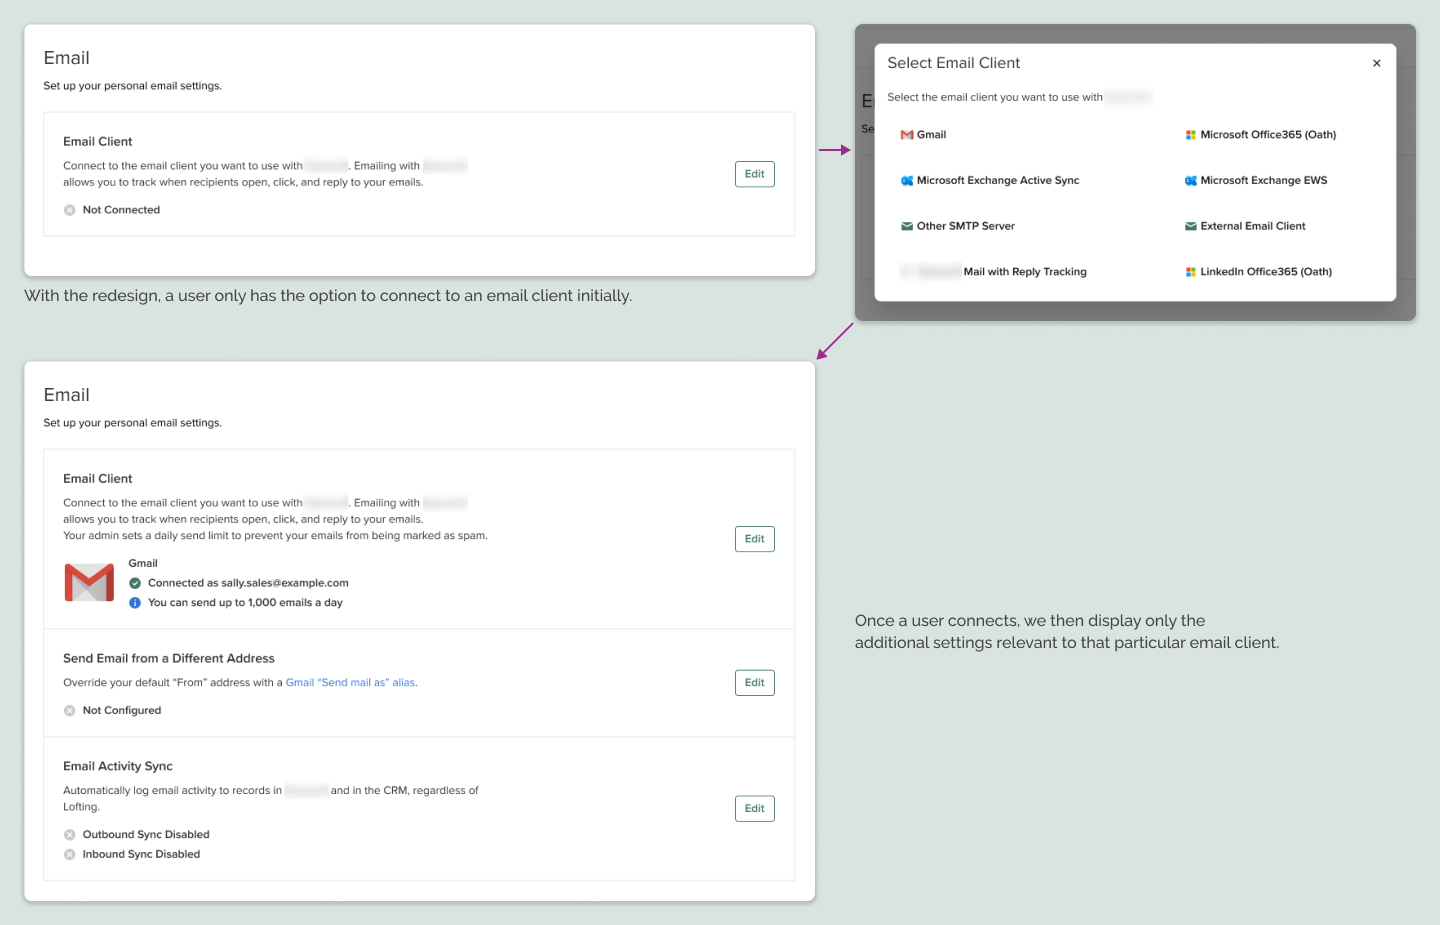 Email
Set up your personal email settings.
Email Client
Connect to the email client you want to use with . Emailing with
allows you to track when recipients open, click, and reply to your emails.
Not Connected
Edit
With the redesign, a user only has the option to connect to an email client initially.
Select Email Client
Select the email client you want to use with
Gmail
Microsoft Office365 (Oath)
Microsoft Exchange Active Sync
Microsoft Exchange EWS
Other SMTP Server
External Email Client
Mail with Reply Tracking
LinkedIn Office365 (Oath)
E
Se
Email
Set up your personal email settings.
Email Client
Connect to the email client you want to use with . Emailing with
allows you to track when recipients open, click, and reply to your emails.
Your admin sets a daily send limit to prevent your emails from being marked as spam.
Gmail
Connected as sally.sales@example.com
You can send up to 1,000 emails a day
Edit
Send Email from a Different Address
Override your default “From” address with a Gmail “Send mail as” alias.
Not Configured
Edit
Email Activity Sync
Automatically log email activity to records in and in the CRM, regardless of
Lofting.
Outbound Sync Disabled
Inbound Sync Disabled
Edit
Once a user connects, we then display only the
additional settings relevant to that particular email client.